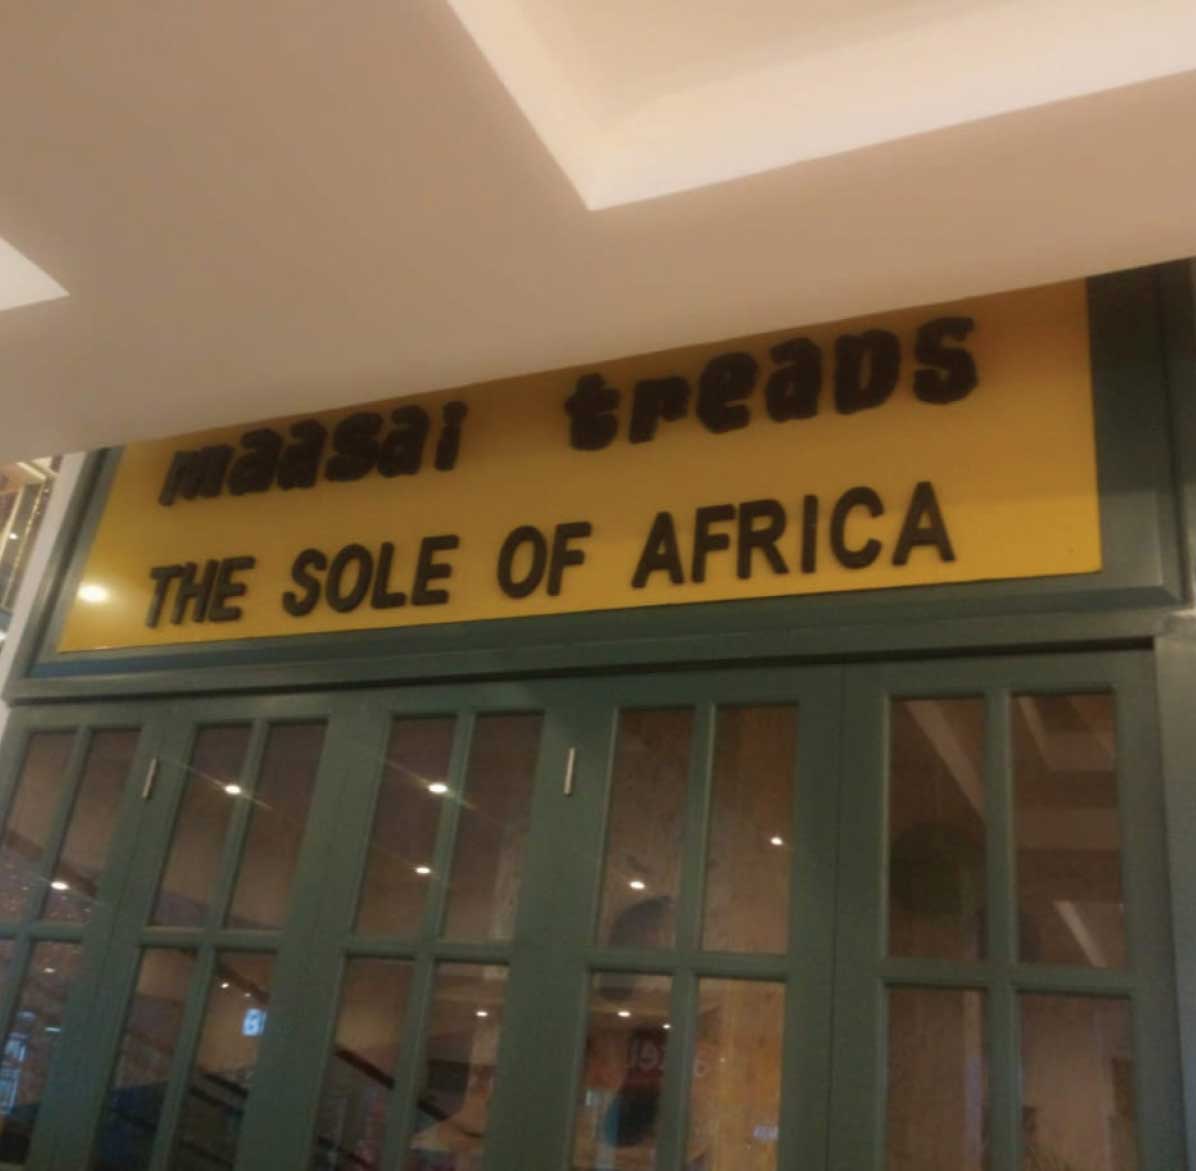 maasai treaDS
THE SOLE OF AFRICA